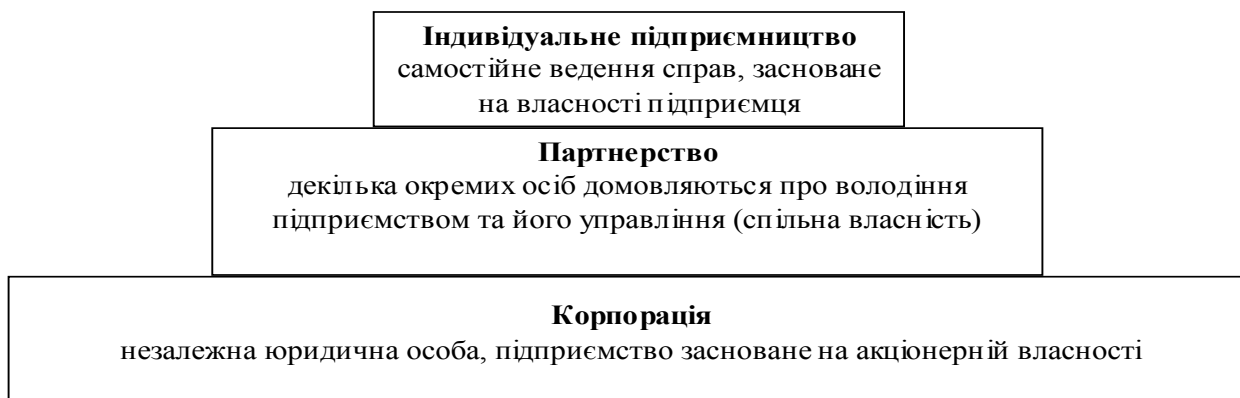 Індивідуальне підприємництво
самостійне ведення справ, засноване
на власності підприємця
Партнерство
декілька окремих осіб домовляються про володіння
підприємством та його управління (спільна власність)
Корпорація
незалежна юридична особа, підприємство засноване на акціонерній власності